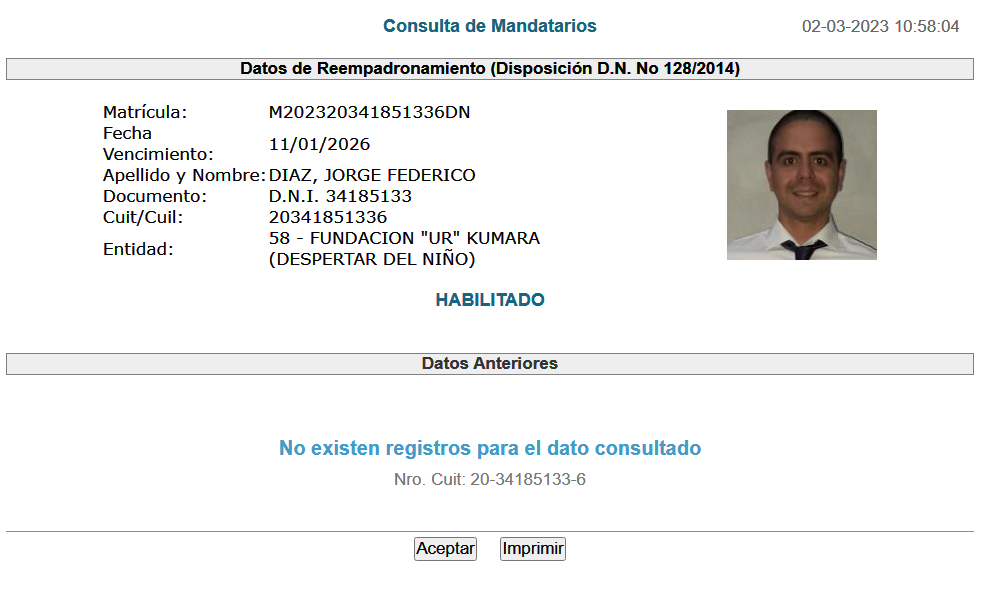 Consulta de Mandatarios
02-03-2023 10:58:04
Datos de Reempadronamiento (Disposición D.N. No 128/2014)
Matrícula: M202320341851336DN
Fecha
Vencimiento: 11/01/2026
Apellido y Nombre: DIAZ, JORGE FEDERICO
Documento: D.N.I. 34185133
Cuit/Cuil: 20341851336
Entidad: 58 - FUNDACION "UR" KUMARA
(DESPERTAR DEL NIÑO)
HABILITADO
Datos Anteriores
No existen registros para el dato consultado
Nro. Cuit: 20-34185133-6
Aceptar Imprimir